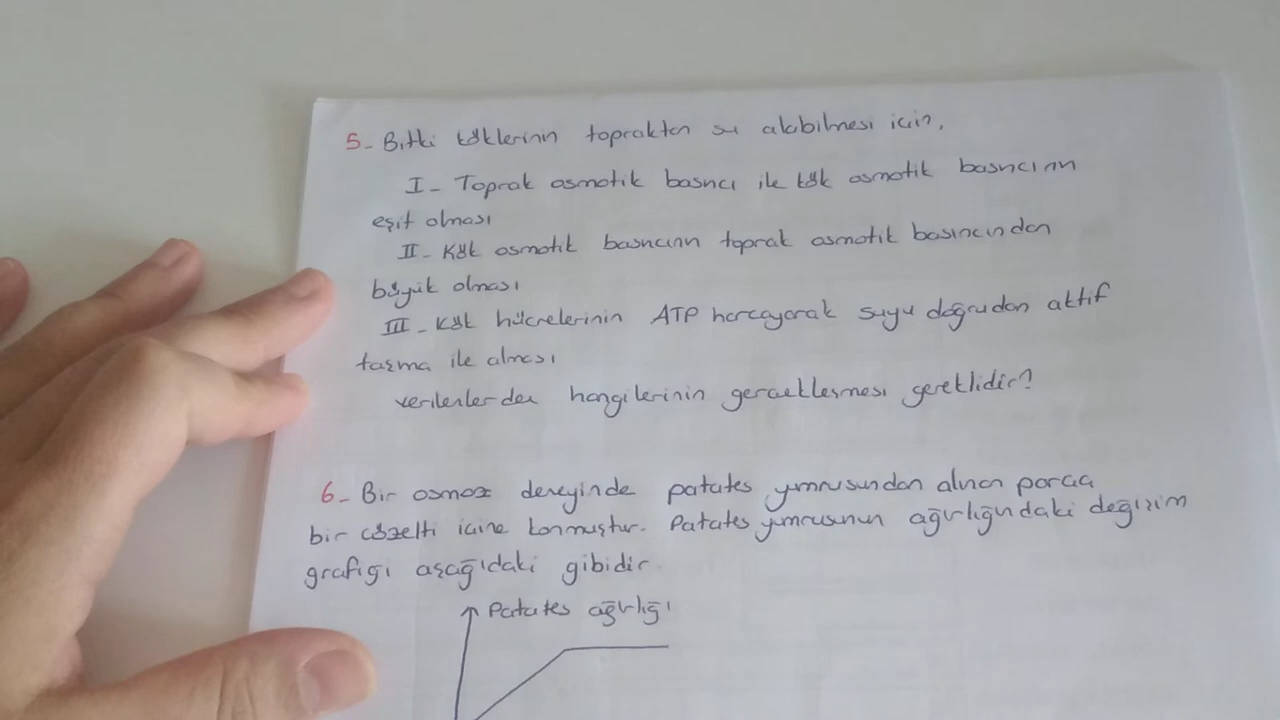 5- Bitki köklerinin topraktan su alabilmesi için,
I- Toprak osmotik basıncı ile kök osmotik basıncının
eşit olması
II- Kök osmotik basıncının toprak osmotik basıncından
büyük olması
III- Kök hücrelerinin ATP harcayarak suyu doğrudan aktif
taşıma ile alması
verilenlerden hangilerinin gerçekleşmesi gereklidir?
6- Bir osmoz deneyinde patates yumrusundan alınan parça
bir çözelti içine konmuştur. Patates yumrusunun ağırlığındaki değişim
grafiği aşağıdaki gibidir.
Patates ağırlığı